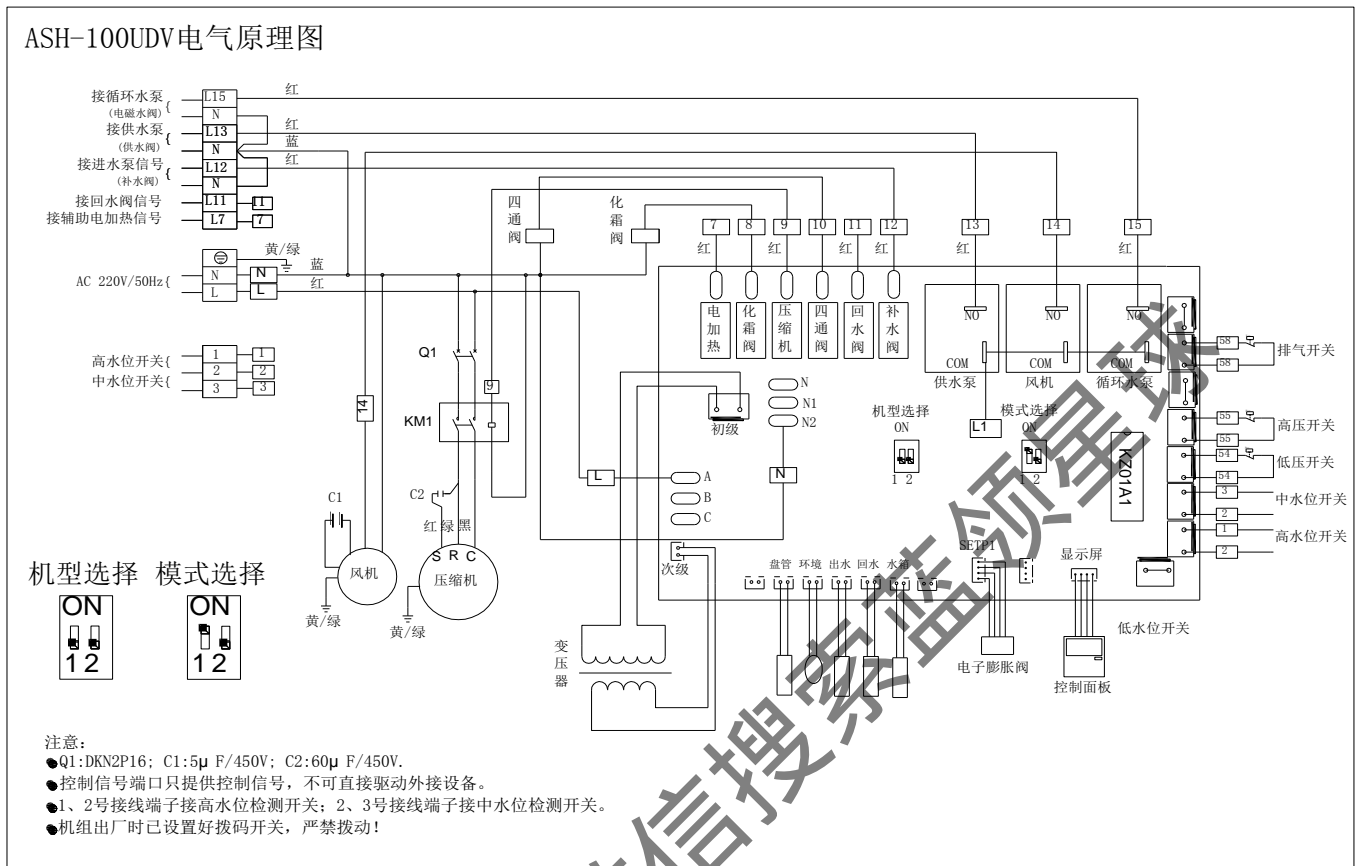 ASH-100UDV电气原理图
接循环水泵
(电磁水阀)
接供水泵
(供水阀)
接进水泵信号
(补水阀)
接回水阀信号
接辅助电加热信号
L15
N
L13
N
L12
N
L11 11
L7 7
红
红
蓝
红
黄/绿
AC 220V/50Hz
N N 蓝
L L 红
高水位开关
中水位开关
1 1
2 2
3 3
四通阀
化霜阀
7 8 9 10 11 12 13 14 15
红 红 红 红 红 红
电加热
化霜阀
压缩机
四通阀
回水阀
补水阀
NO NO NO
COM COM COM
供水泵 风机 循环水泵
L1
Q1
9
KM1
14
C1
C2
红 绿 黑
S R C
风机
压缩机
黄/绿
黄/绿
初级
N
N1
N2
N
L
A
B
C
次级
机型选择
ON
1 2
模式选择
ON
1 2
KZ01A1
58
58
排气开关
55
55
高压开关
54
54
低压开关
3
2
中水位开关
1
2
高水位开关
低水位开关
盘管 环境 出水 回水 水箱
SETP1
显示屏
电子膨胀阀
控制面板
变压器
机型选择 模式选择
ON ON
12 12
注意：
●Q1:DKN2P16; C1:5μ F/450V; C2:60μ F/450V.
●控制信号端口只提供控制信号，不可直接驱动外接设备。
●1、2号接线端子接高水位检测开关；2、3号接线端子接中水位检测开关。
●机组出厂时已设置好拨码开关，严禁拨动！
信搜索蓝领星球